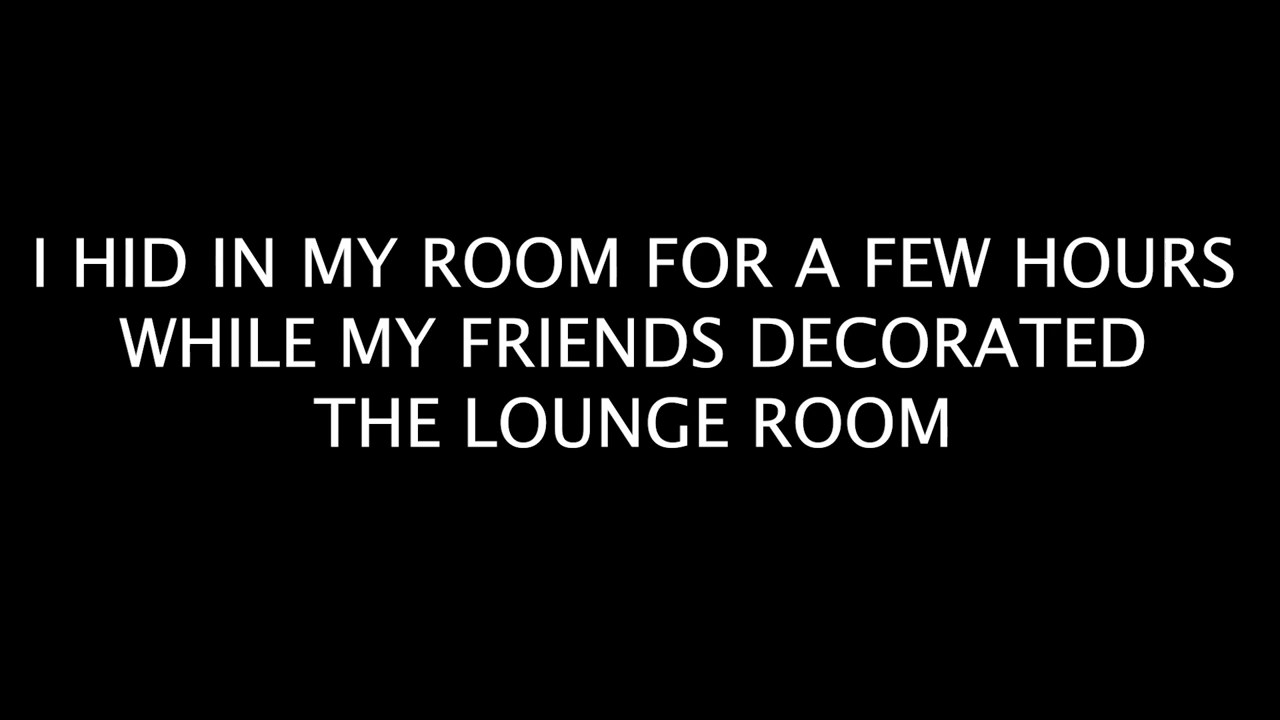 I HID IN MY ROOM FOR A FEW HOURS
WHILE MY FRIENDS DECORATED
THE LOUNGE ROOM